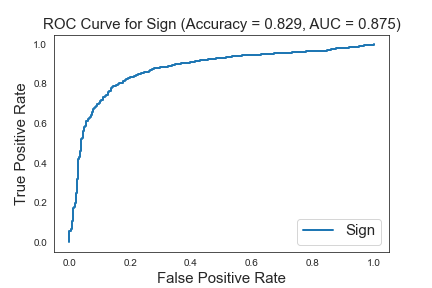 ROC Curve for Sign (Accuracy = 0.829, AUC = 0.875)
1.0
0.8
0.6
0.4
0.2
0.0
True Positive Rate
Sign
0.0 0.2 0.4 0.6 0.8 1.0
False Positive Rate